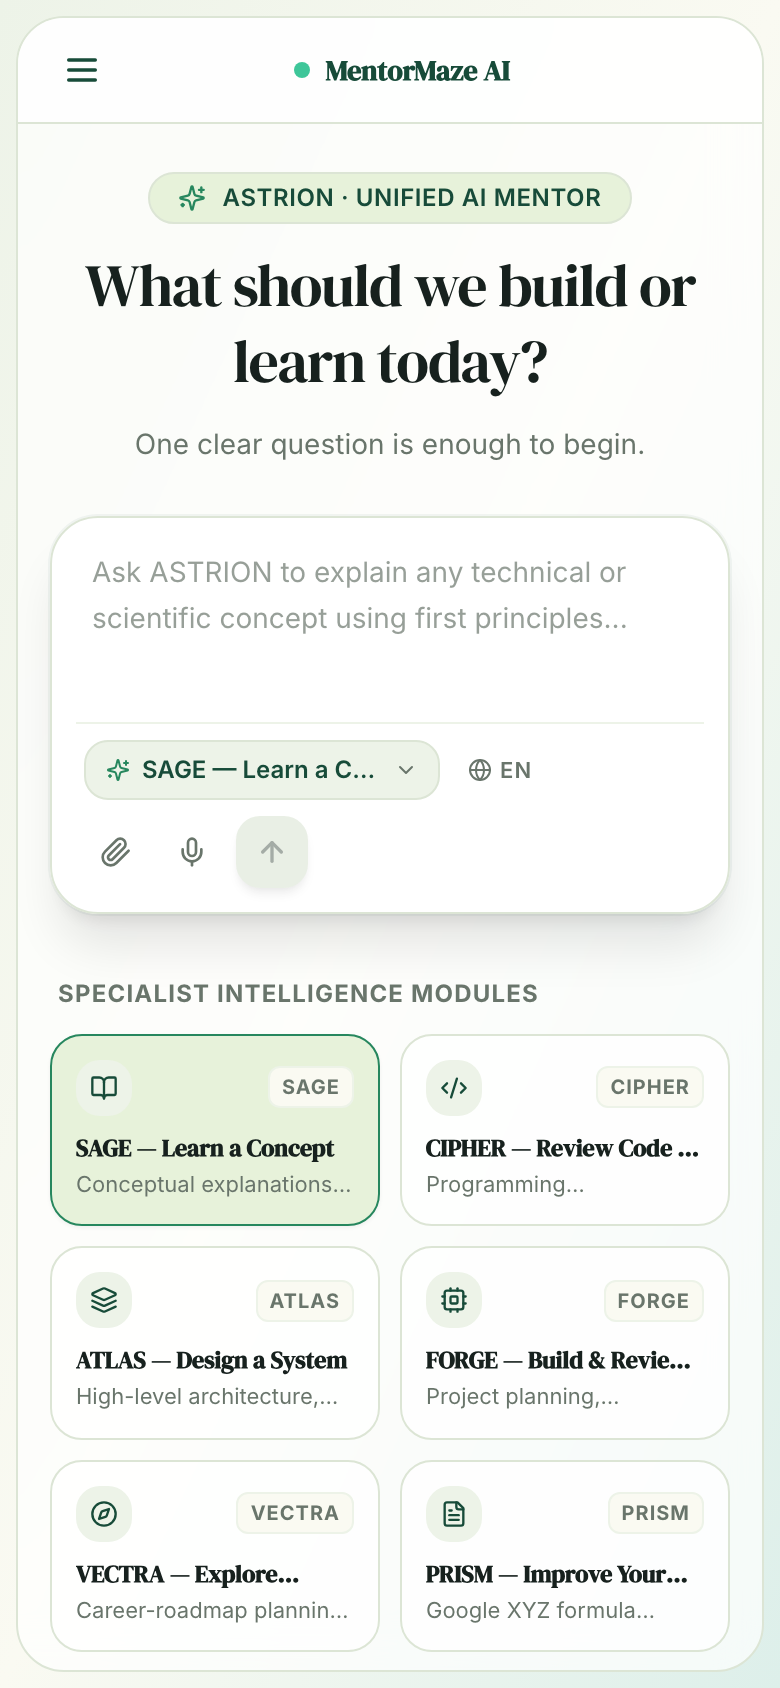 MentorMaze AI
ASTRION · UNIFIED AI MENTOR
What should we build or
learn today?
One clear question is enough to begin.
Ask ASTRION to explain any technical or
scientific concept using first principles...
SAGE — Learn a C...
EN
SPECIALIST INTELLIGENCE MODULES
SAGE
SAGE — Learn a Concept
Conceptual explanations...
CIPHER
CIPHER — Review Code ...
Programming...
ATLAS
ATLAS — Design a System
High-level architecture,...
FORGE
FORGE — Build & Revie...
Project planning,...
VECTRA
VECTRA — Explore...
Career-roadmap plannin...
PRISM
PRISM — Improve Your...
Google XYZ formula...